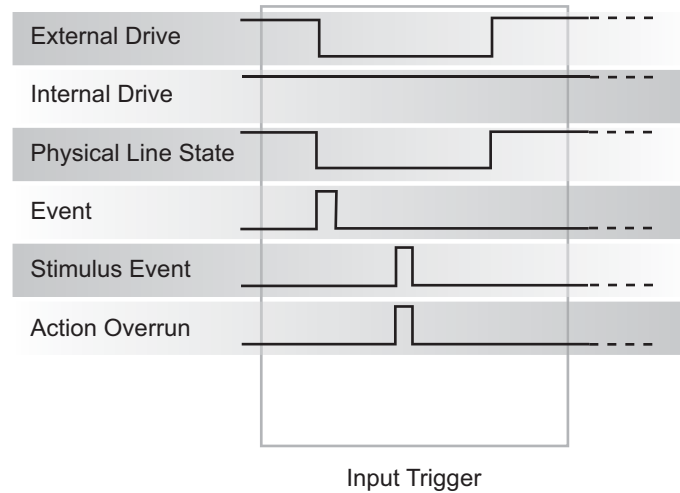 External Drive
Internal Drive
Physical Line State
Event
Stimulus Event
Action Overrun
Input Trigger